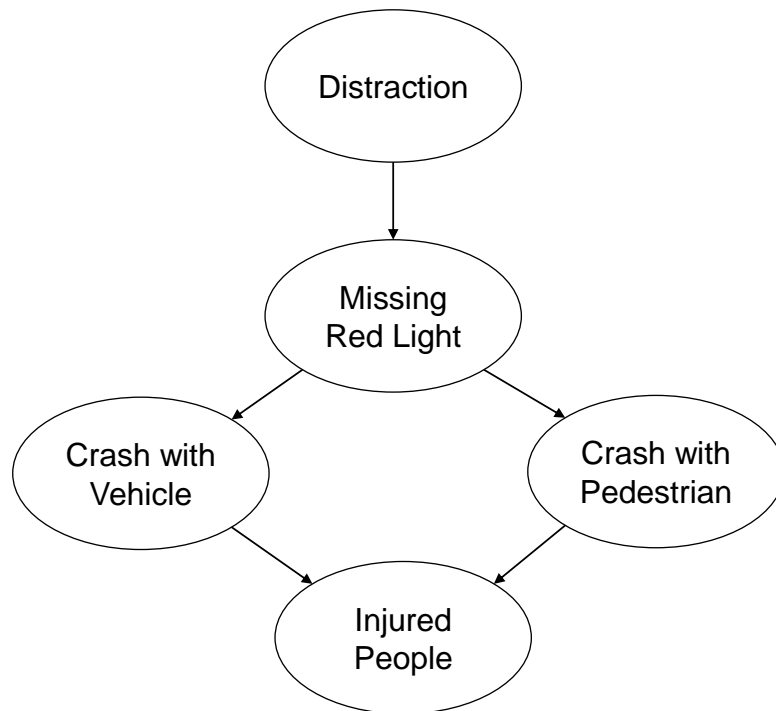 Distraction
Missing
Red Light
Crash with
Vehicle
Crash with
Pedestrian
Injured
People